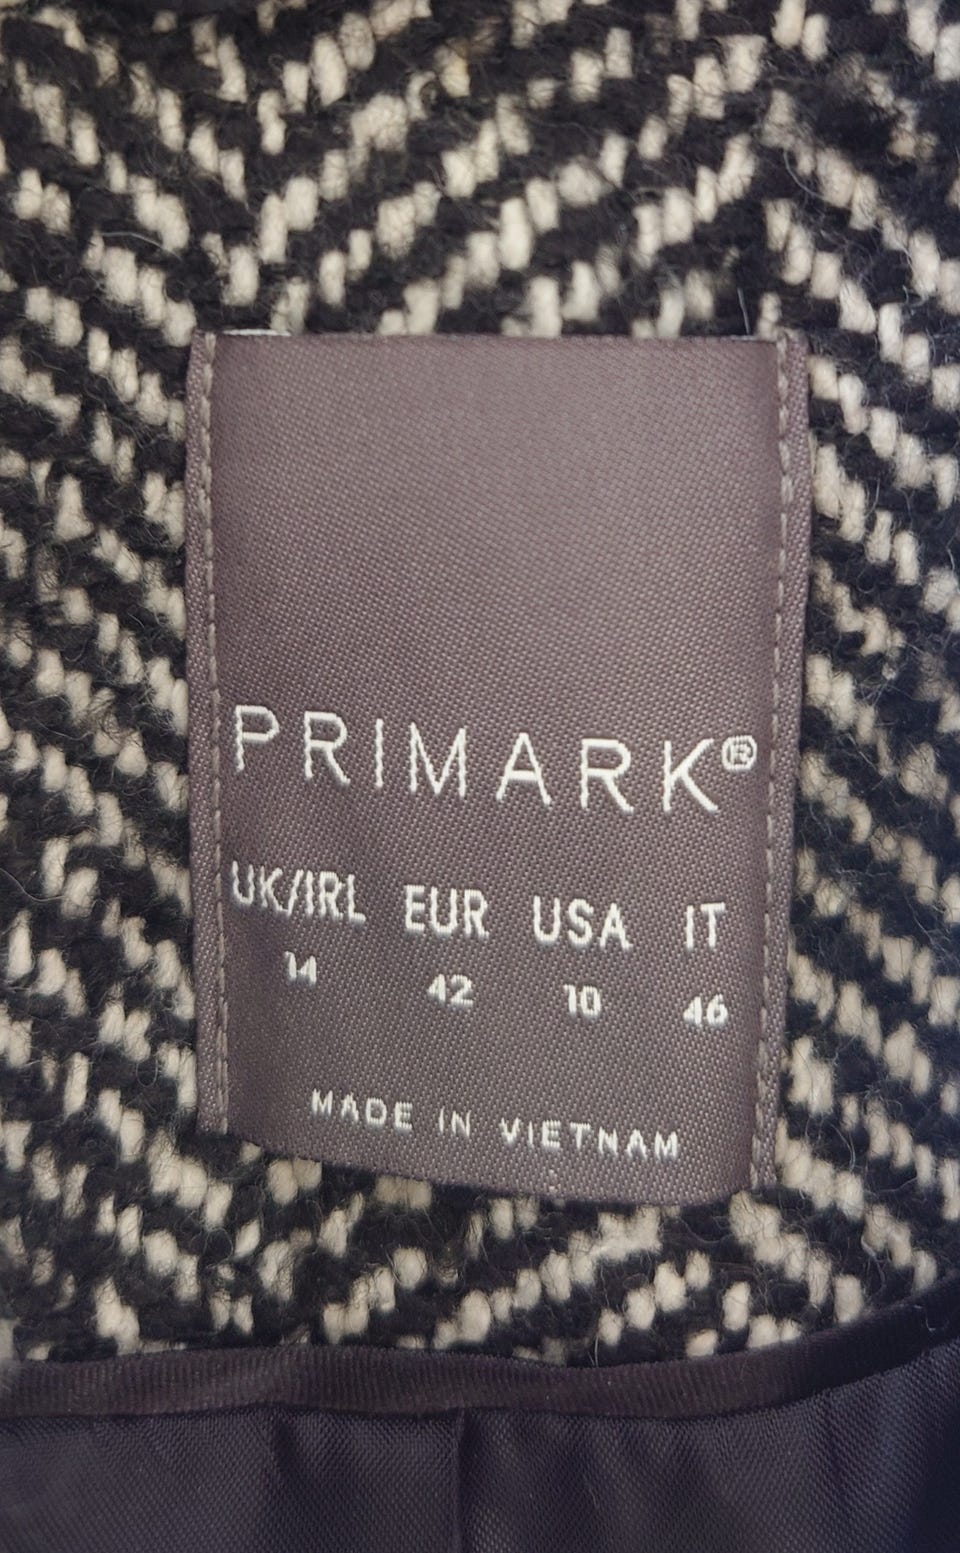 PRIMARK®
UK/IRL EUR USA IT
14 42 10 46
MADE IN VIETNAM